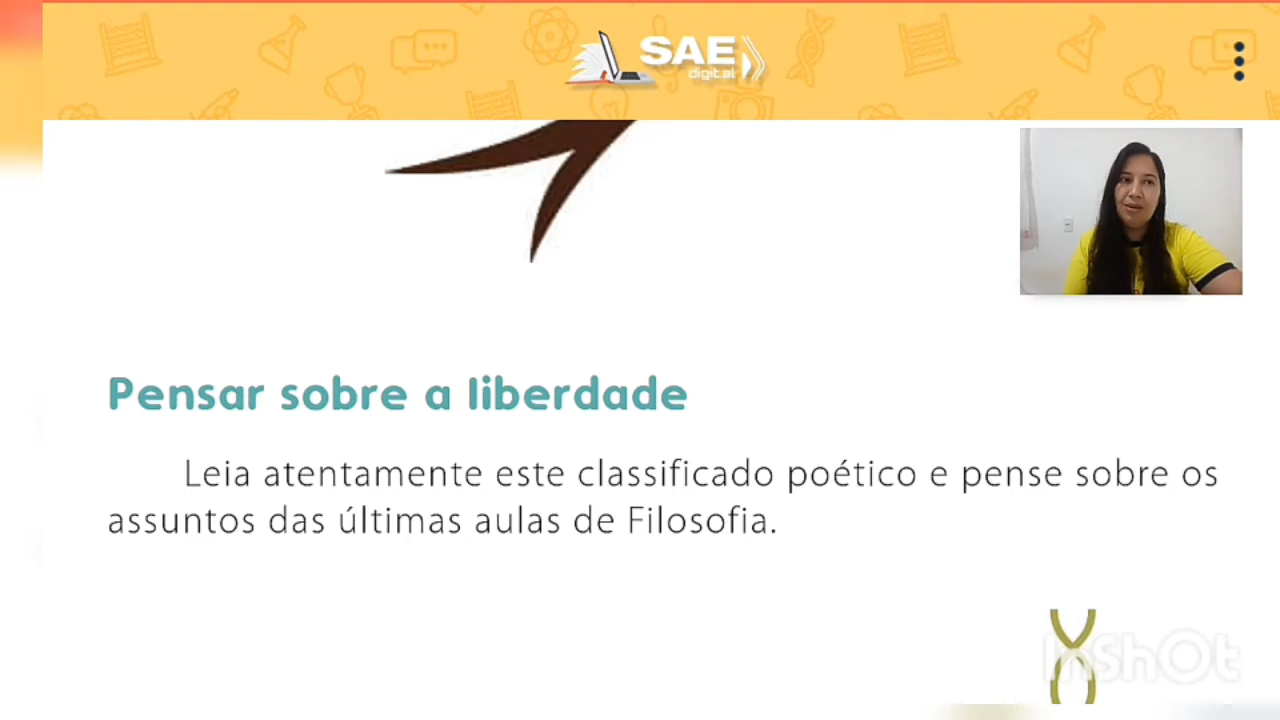 SAE
digital
Pensar sobre a liberdade
Leia atentamente este classificado poético e pense sobre os
assuntos das últimas aulas de Filosofia.
InShOt